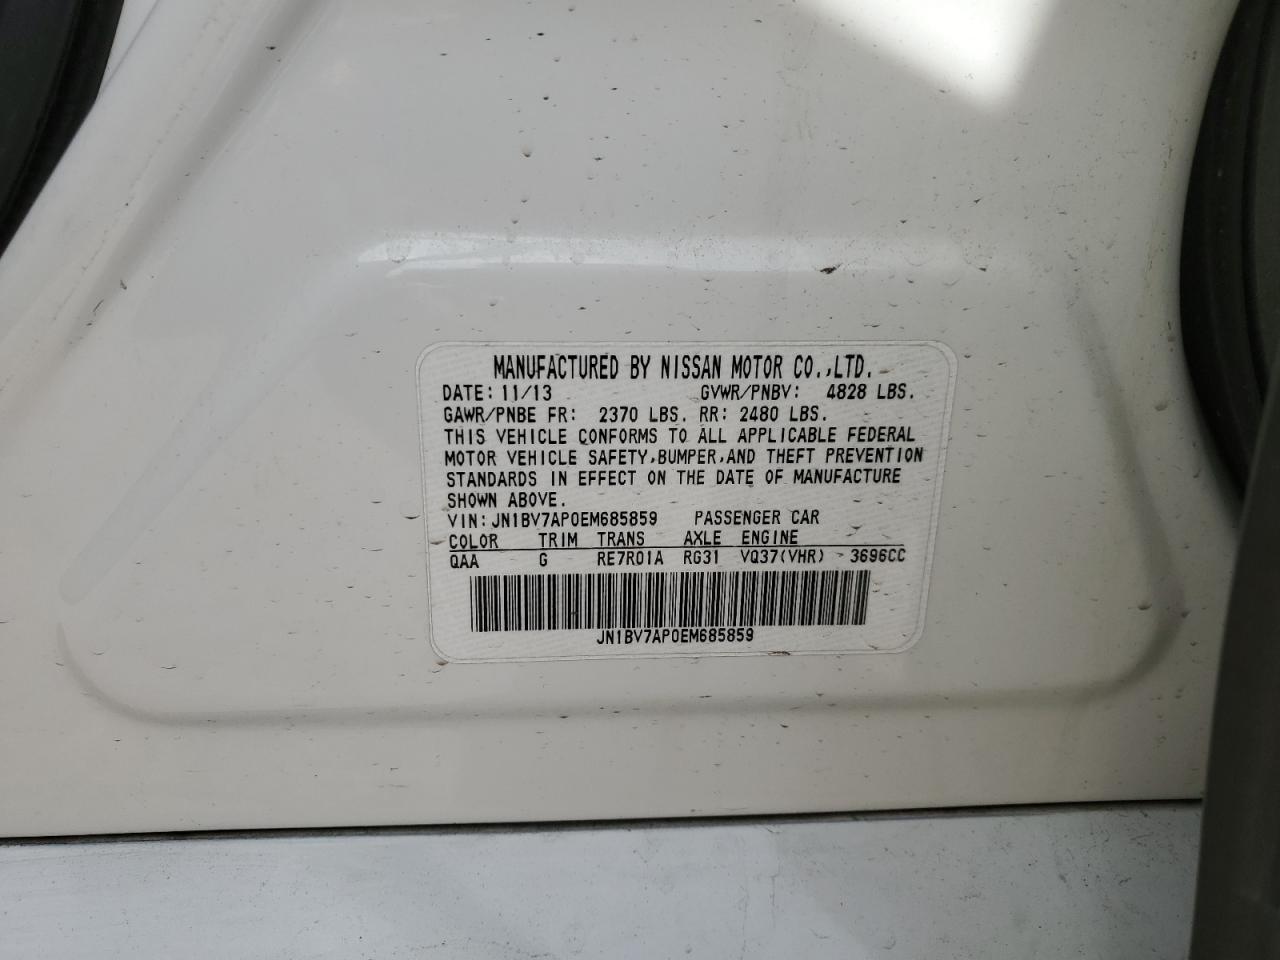 MANUFACTURED BY NISSAN MOTOR CO.,LTD.
DATE: 11/13 GVWR/PNBV: 4828 LBS.
GAWR/PNBE FR: 2370 LBS. RR: 2480 LBS.
THIS VEHICLE CONFORMS TO ALL APPLICABLE FEDERAL
MOTOR VEHICLE SAFETY,BUMPER,AND THEFT PREVENTION
STANDARDS IN EFFECT ON THE DATE OF MANUFACTURE
SHOWN ABOVE.
VIN:JN1BV7AP0EM685859 PASSENGER CAR
COLOR TRIM TRANS AXLE ENGINE
QAA G RE7R01A RG31 VQ37(VHR) 3696CC
JN1BV7AP0EM685859